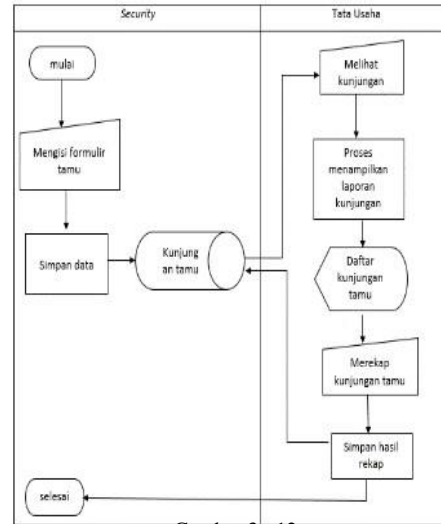 Security
Tata Usaha
mulai
Mengisi formulir
tamu
Simpan data
Kunjung
an tamu
Melihat
kunjungan
Proses
menampilkan
laporan
kunjungan
Daftar
kunjungan
tamu
Merekap
kunjungan tamu
Simpan hasil
rekap
selesai